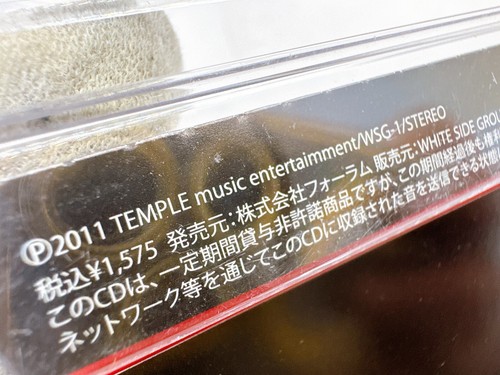 ℗2011 TEMPLE music entertaimment/WSG-1/STEREO
税込¥1,575 発売元:株式会社フォーラム 販売元:WHITE SIDE GROU
このCDは、一定期間貸与非許諾商品ですが、この期間経過後も権利
ネットワーク等を通じてこのCDに収録された音を送信できる状態